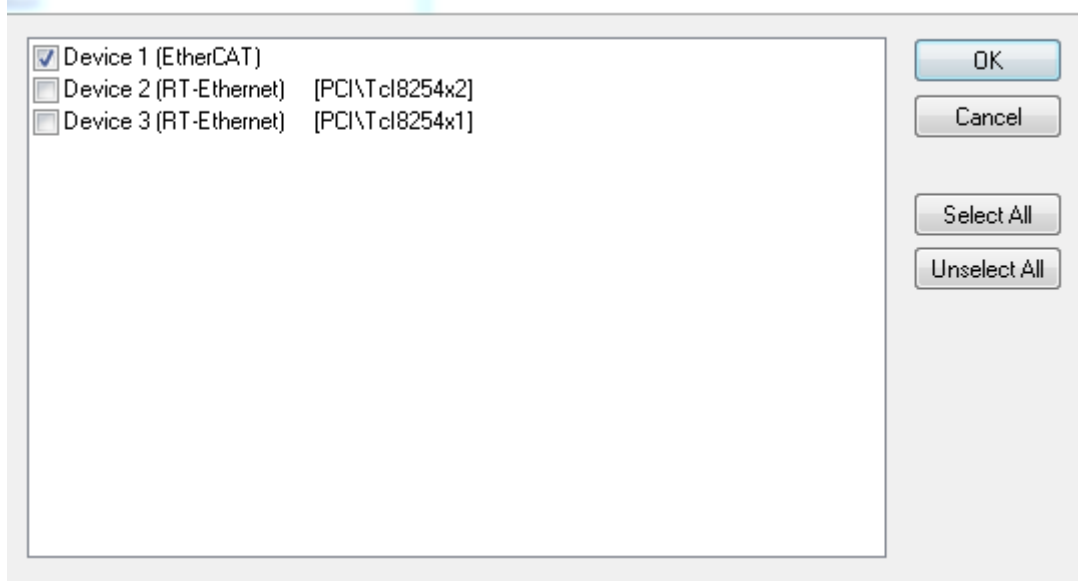 Device 1 (EtherCAT)
Device 2 (RT-Ethernet) [PCI\TcI8254x2]
Device 3 (RT-Ethernet) [PCI\TcI8254x1]
OK
Cancel
Select All
Unselect All